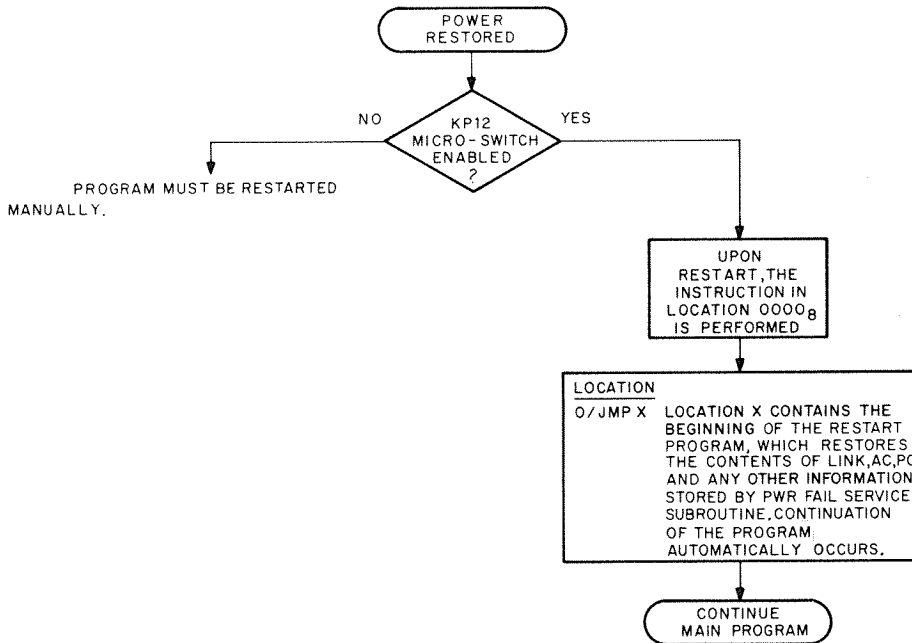 POWER
RESTORED
NO
YES
KP12
MICRO-SWITCH
ENABLED
?
PROGRAM MUST BE RESTARTED
MANUALLY.
UPON
RESTART, THE
INSTRUCTION IN
LOCATION 0000₈
IS PERFORMED
LOCATION
0/JMP X LOCATION X CONTAINS THE
BEGINNING OF THE RESTART
PROGRAM, WHICH RESTORES
THE CONTENTS OF LINK,AC,PC
AND ANY OTHER INFORMATION
STORED BY PWR FAIL SERVICE
SUBROUTINE.CONTINUATION
OF THE PROGRAM
AUTOMATICALLY OCCURS.
CONTINUE
MAIN PROGRAM